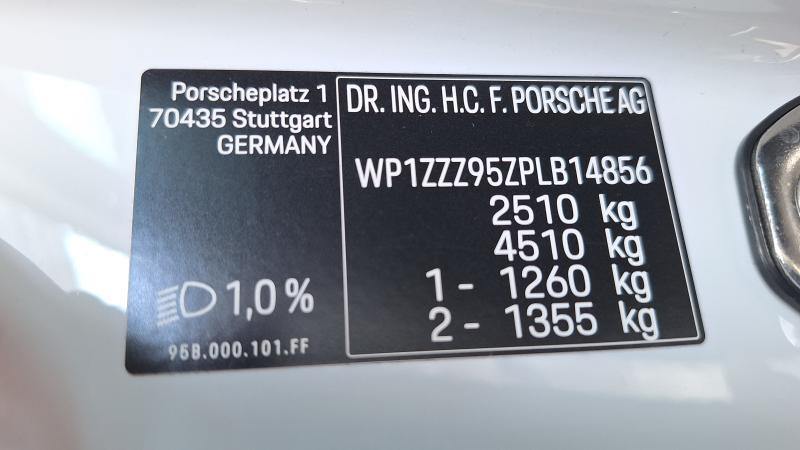 Porscheplatz 1
70435 Stuttgart
GERMANY
1,0 %
95B.000.101.FF
DR. ING. H.C. F. PORSCHE AG
WP1ZZZ95ZPLB14856
2510 kg
4510 kg
1 - 1260 kg
2 - 1355 kg